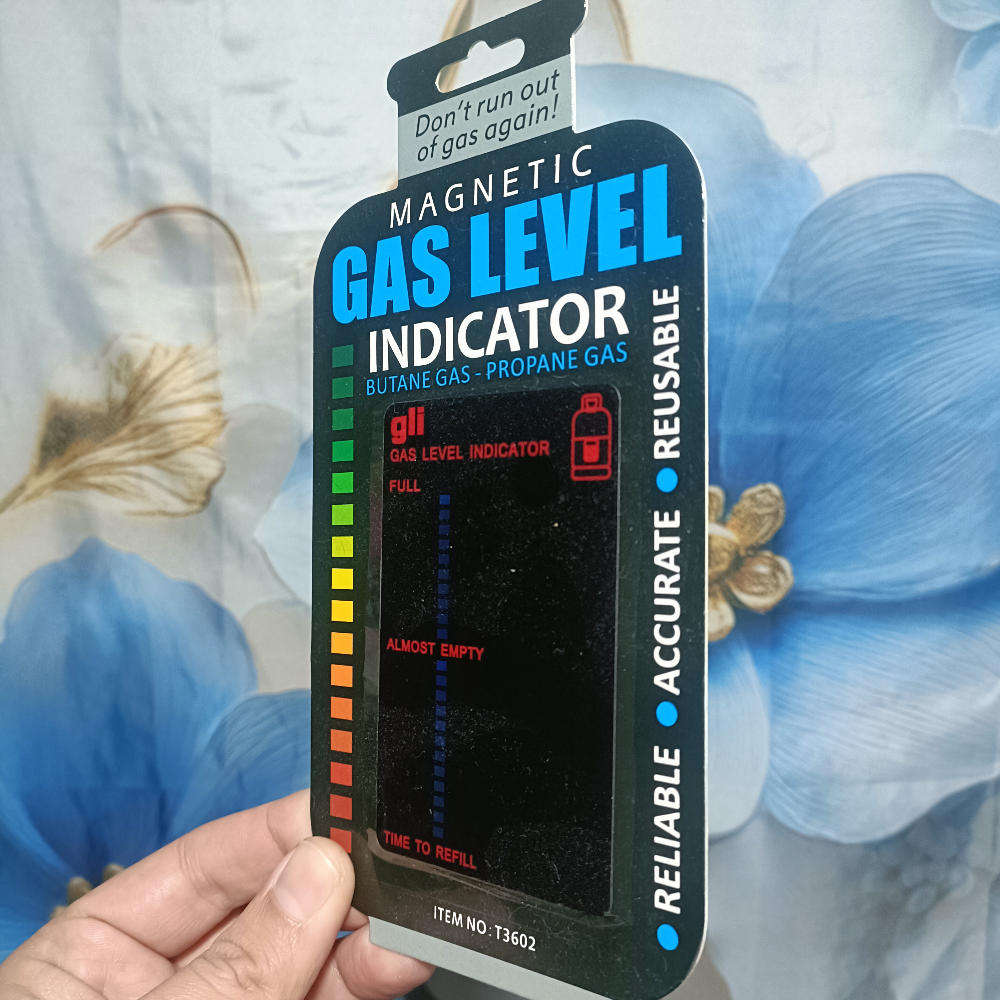 Don't run out
of gas again!
MAGNETIC
GAS LEVEL
INDICATOR
BUTANE GAS - PROPANE GAS
gli
GAS LEVEL INDICATOR
FULL
ALMOST EMPTY
TIME TO REFILL
• RELIABLE • ACCURATE • REUSABLE
ITEM NO: T3602